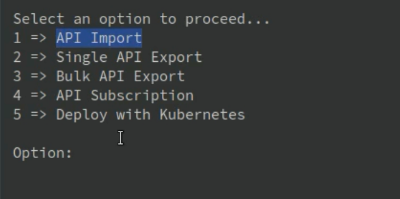 Select an option to proceed...
1 => API Import
2 => Single API Export
3 => Bulk API Export
4 => API Subscription
5 => Deploy with Kubernetes
Option: